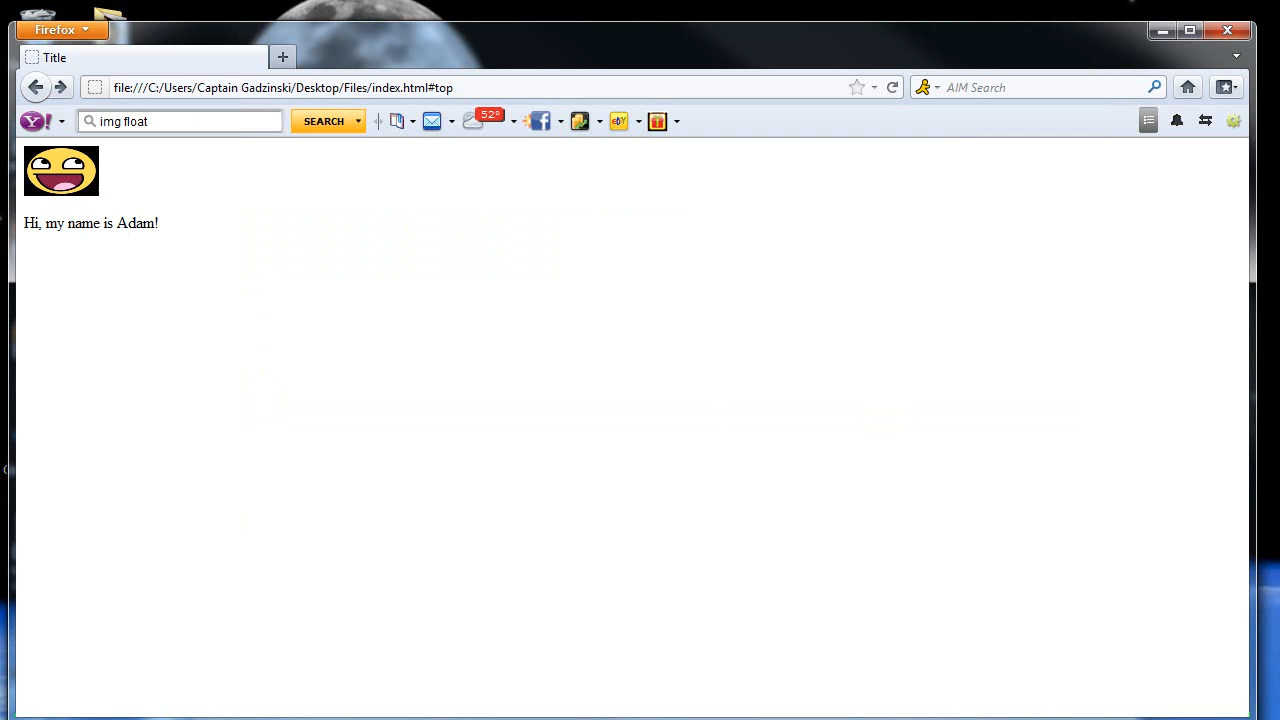 Firefox
Title
file:///C:/Users/Captain Gadzinski/Desktop/Files/index.html#top
AIM Search
Y!
img float
SEARCH
52°
Hi, my name is Adam!